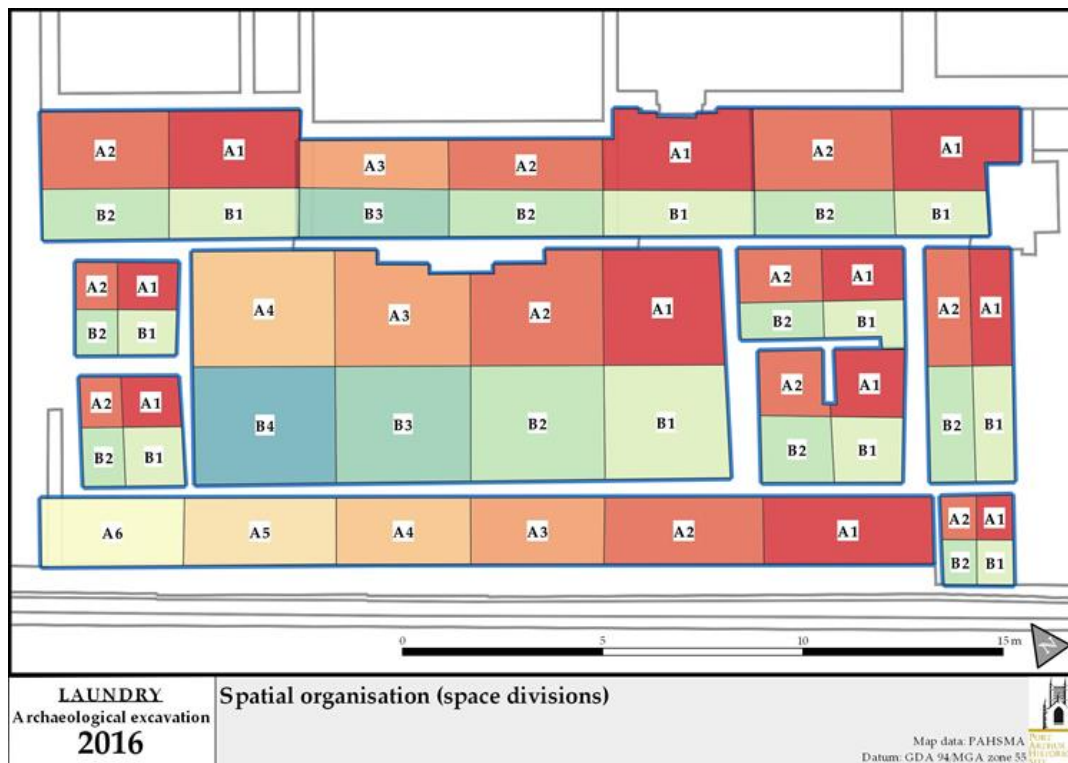 A2 A1 A3 A2 A1 A2 A1
B2 B1 B3 B2 B1 B2 B1
A2 A1 A4 A3 A2 A1 A2 A1 A2 A1
B2 B1 B2 B1
A2 A1 B4 B3 B2 B1 A2 A1 B2 B1
B2 B1 B2 B1
A6 A5 A4 A3 A2 A1 A2 A1
B2 B1
0 5 10 15 m
N
LAUNDRY
Archaeological excavation
2016
Spatial organisation (space divisions)
Map data: PAHSMA
Datum: GDA 94/MGA zone 55
PORT
ARTHUR
HISTORIC